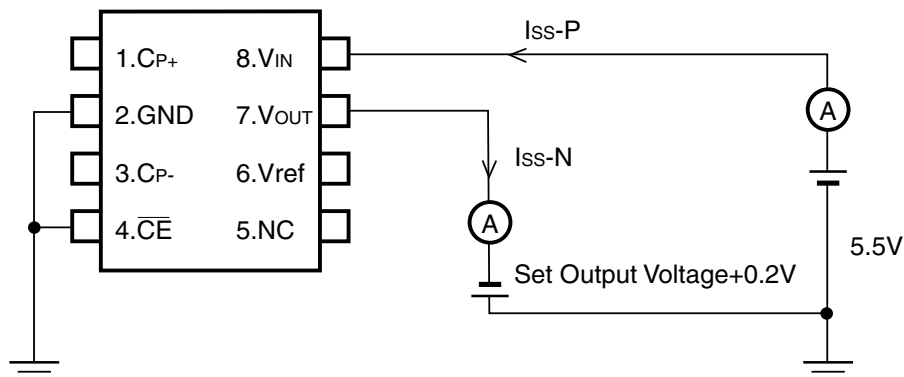 ISS-P
1.CP+ 8.VIN
2.GND 7.VOUT
A
3.CP- 6.Vref
ISS-N
4.C̅E̅ 5.NC
A
5.5V
Set Output Voltage+0.2V